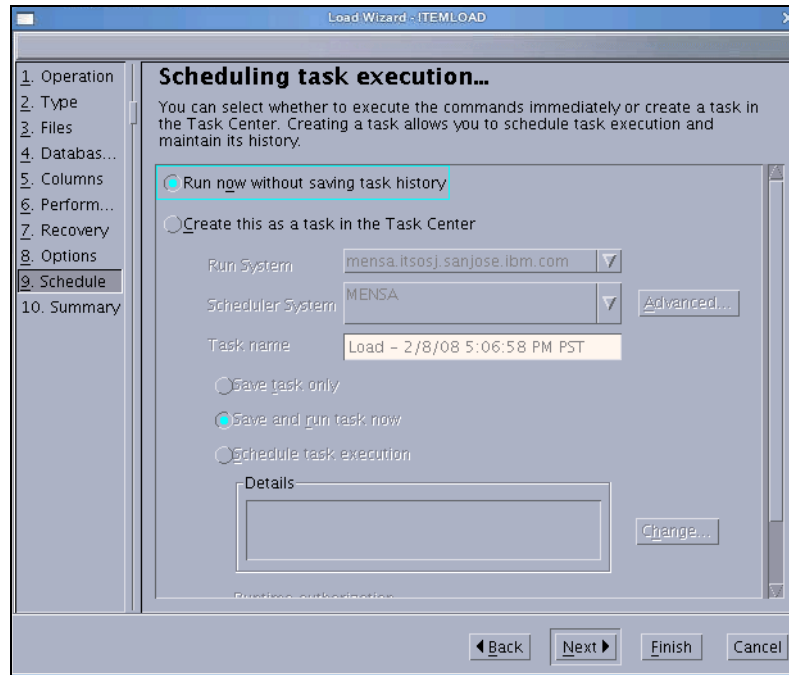 Load Wizard - ITEMLOAD
1. Operation
2. Type
3. Files
4. Databas...
5. Columns
6. Perform...
7. Recovery
8. Options
9. Schedule
10. Summary
Scheduling task execution...
You can select whether to execute the commands immediately or create a task in
the Task Center. Creating a task allows you to schedule task execution and
maintain its history.
Run now without saving task history
Create this as a task in the Task Center
Run System
mensa.itsosj.sanjose.ibm.com
Scheduler System
MENSA
Advanced...
Task name
Load - 2/8/08 5:06:58 PM PST
Save task only
Save and run task now
Schedule task execution
Details
Change...
Runtime authorization
Back
Next
Finish
Cancel